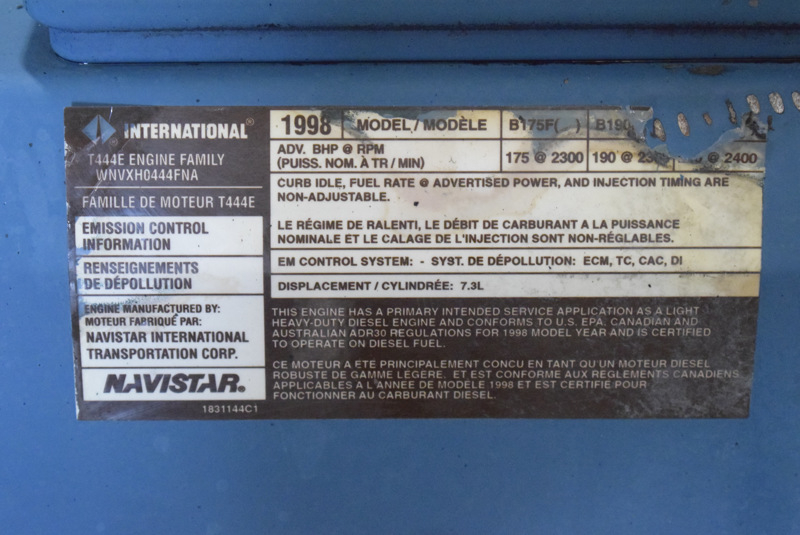 INTERNATIONAL®
T444E ENGINE FAMILY
WNVXH0444FNA
FAMILLE DE MOTEUR T444E
EMISSION CONTROL
INFORMATION
RENSEIGNEMENTS
DE DÉPOLLUTION
ENGINE MANUFACTURED BY:
MOTEUR FABRIQUÉ PAR:
NAVISTAR INTERNATIONAL
TRANSPORTATION CORP.
NAVISTAR®
1831144C1
1998 MODEL / MODÈLE B175F( ) B190
ADV. BHP @ RPM
(PUISS. NOM. À TR / MIN) 175 @ 2300 190 @ @ 2400
CURB IDLE, FUEL RATE @ ADVERTISED POWER, AND INJECTION TIMING ARE
NON-ADJUSTABLE.
LE RÉGIME DE RALENTI, LE DÉBIT DE CARBURANT A LA PUISSANCE
NOMINALE ET LE CALAGE DE L'INJECTION SONT NON-RÉGLABLES.
EM CONTROL SYSTEM: - SYST. DE DÉPOLLUTION: ECM, TC, CAC, DI
DISPLACEMENT / CYLINDRÉE: 7.3L
THIS ENGINE HAS A PRIMARY INTENDED SERVICE APPLICATION AS A LIGHT
HEAVY-DUTY DIESEL ENGINE AND CONFORMS TO U.S. EPA, CANADIAN AND
AUSTRALIAN ADR30 REGULATIONS FOR 1998 MODEL YEAR AND IS CERTIFIED
TO OPERATE ON DIESEL FUEL.
CE MOTEUR A ETE PRINCIPALEMENT CONÇU EN TANT QU'UN MOTEUR DIESEL
ROBUSTE DE GAMME LÉGERE. ET EST CONFORME AUX REGLEMENTS CANADIENS
APPLICABLES A L'ANNEE DE MODÈLE 1998 ET EST CERTIFIÉ POUR
FONCTIONNER AU CARBURANT DIESEL.